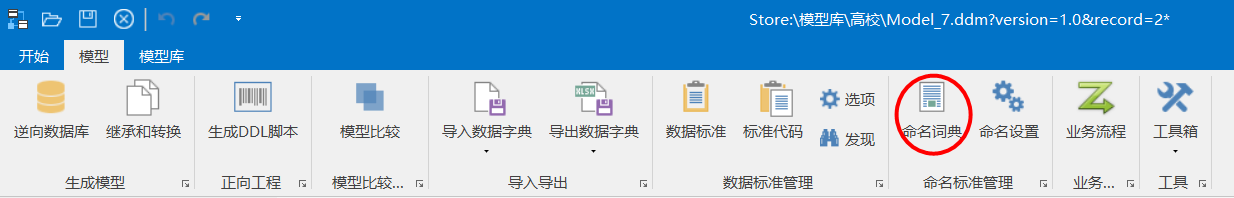 Store:\模型库\高校\Model_7.ddm?version=1.0&record=2*
开始 模型 模型库
逆向数据库 继承和转换 生成DDL脚本 模型比较 导入数据字典 XLSX 导出数据字典 数据标准 标准代码 选项 发现 命名词典 命名设置 业务流程 工具箱
生成模型 正向工程 模型比较... 导入导出 数据标准管理 命名标准管理 业务... 工具